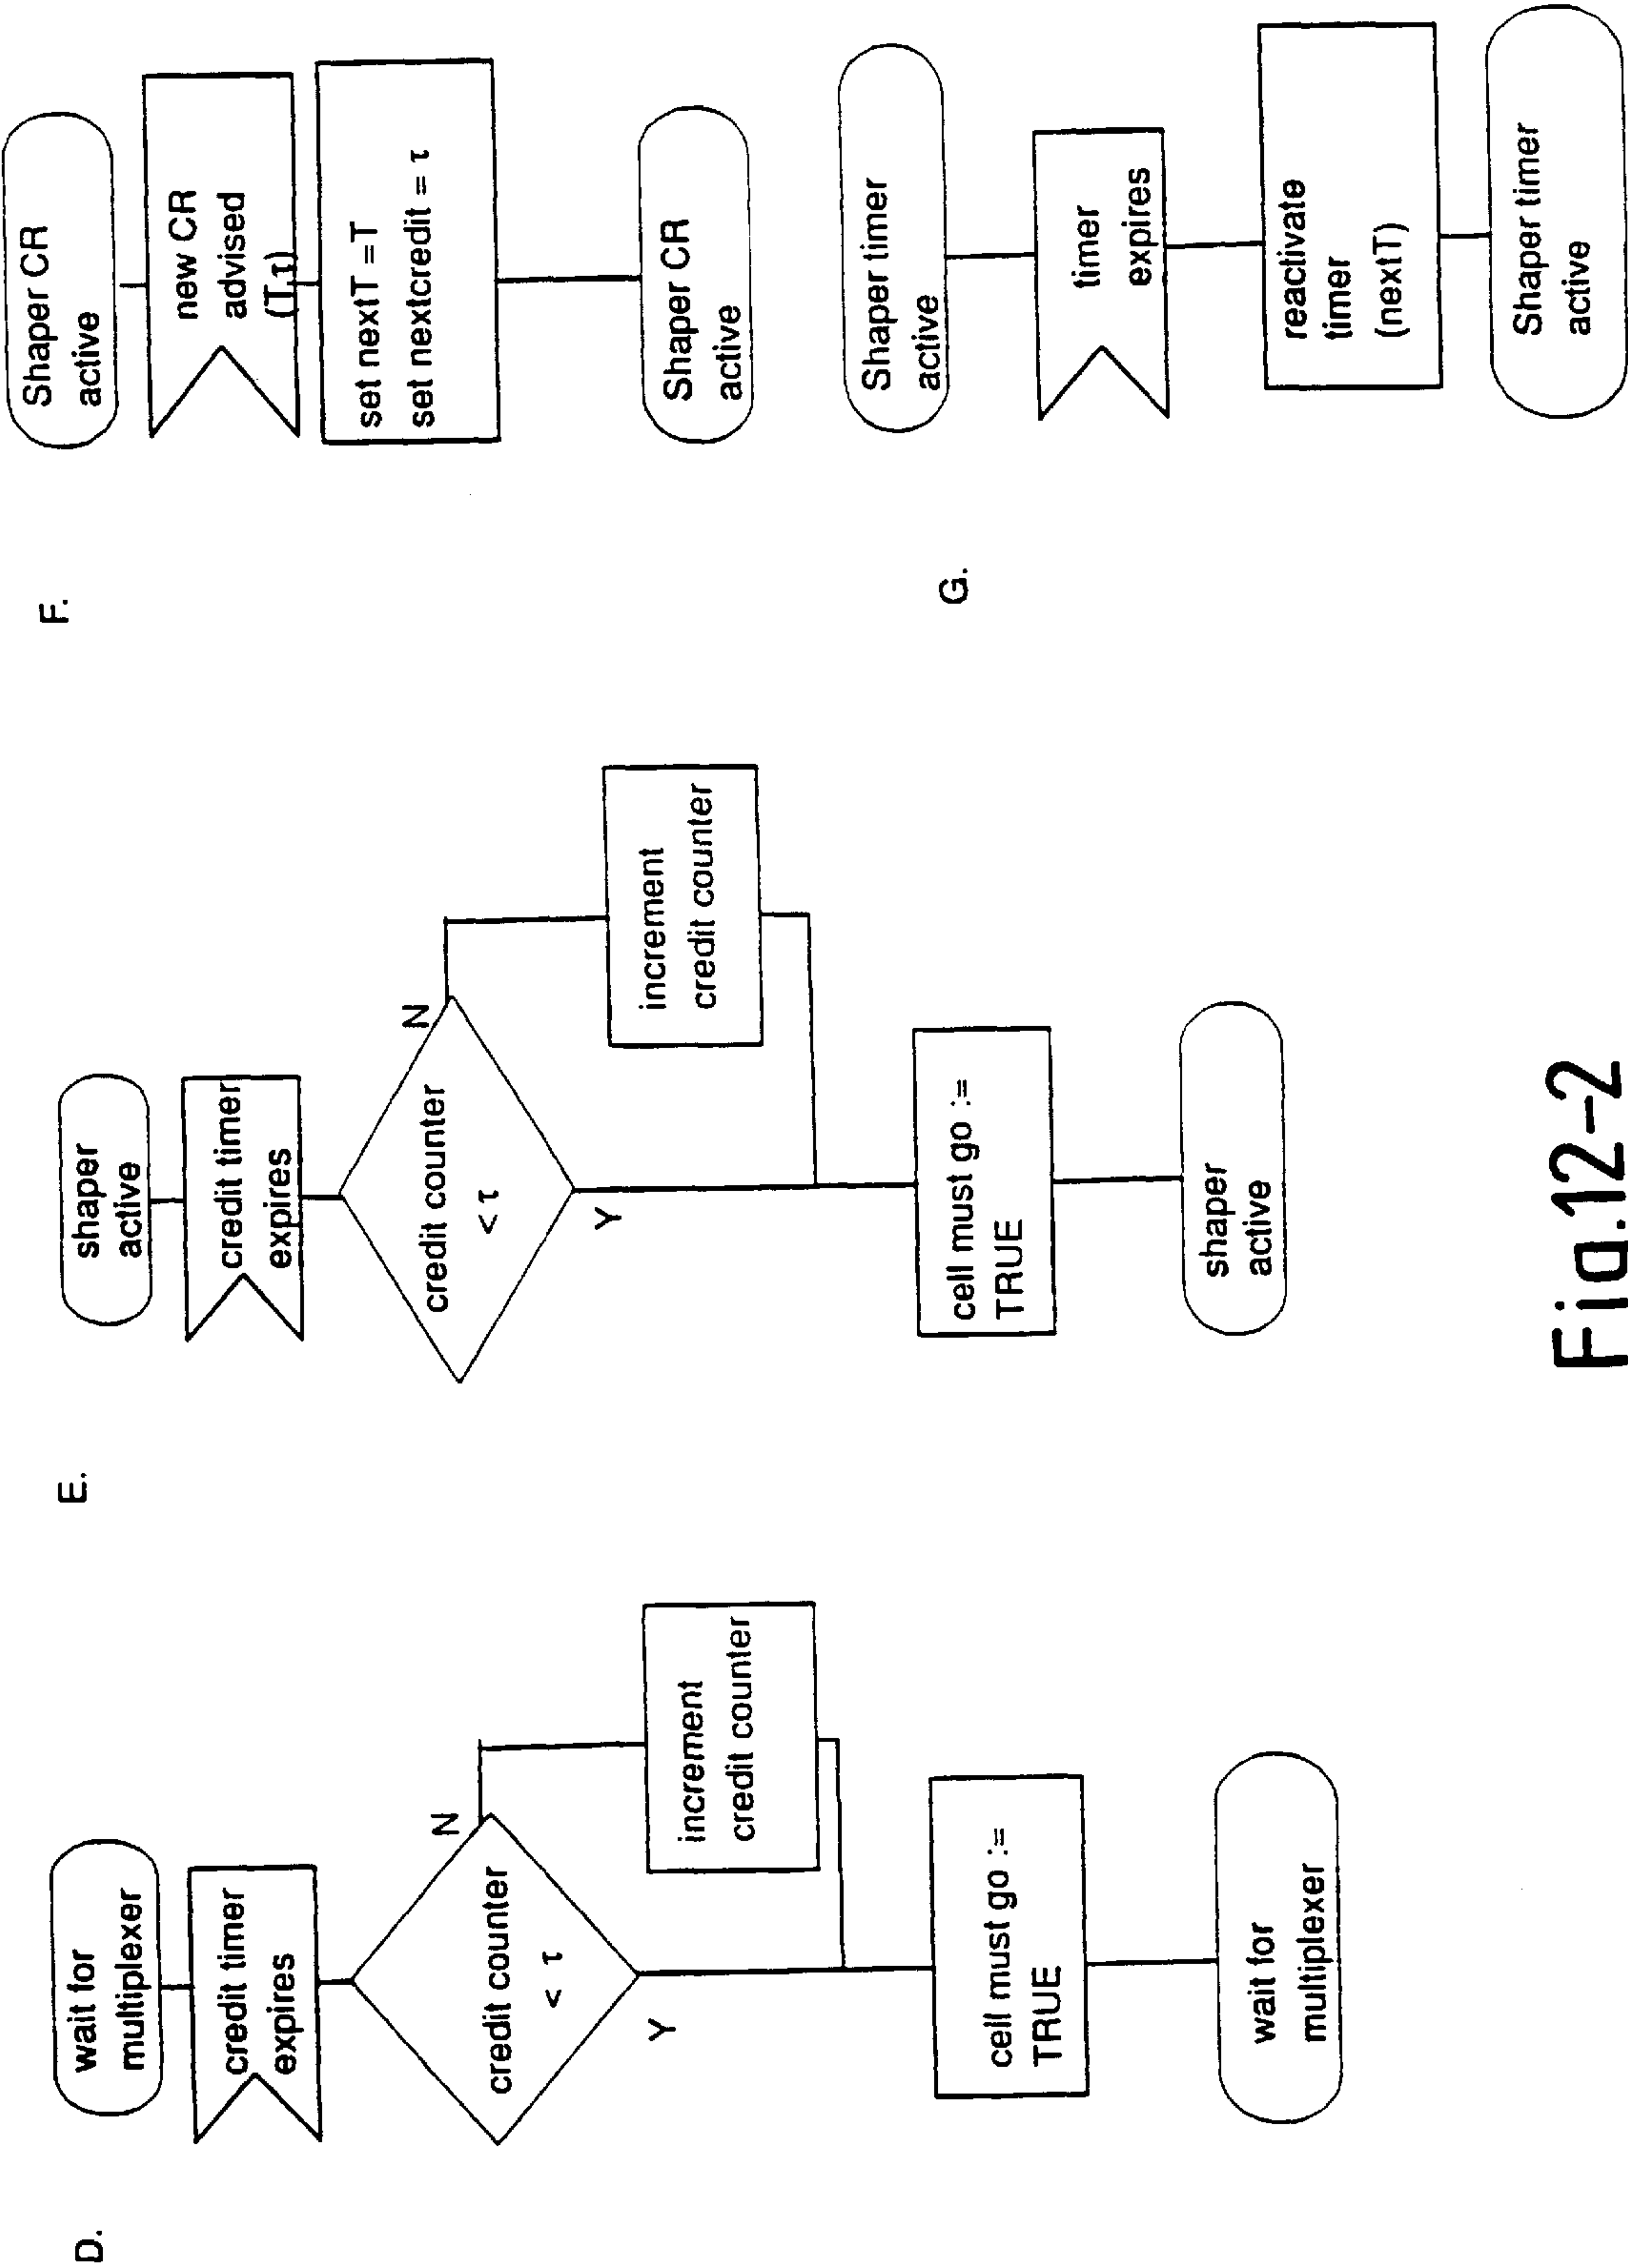 D.
wait for
multiplexer
credit timer
expires
credit counter
< τ
N
Y
increment
credit counter
cell must go :=
TRUE
wait for
multiplexer
E.
shaper
active
credit timer
expires
credit counter
< τ
N
Y
increment
credit counter
cell must go :=
TRUE
shaper
active
F.
Shaper CR
active
new CR
advised
(T,τ)
set nextT = T
set nextcredit = τ
Shaper CR
active
G.
Shaper timer
active
timer
expires
reactivate
timer
(nextT)
Shaper timer
active
Fig.12-2